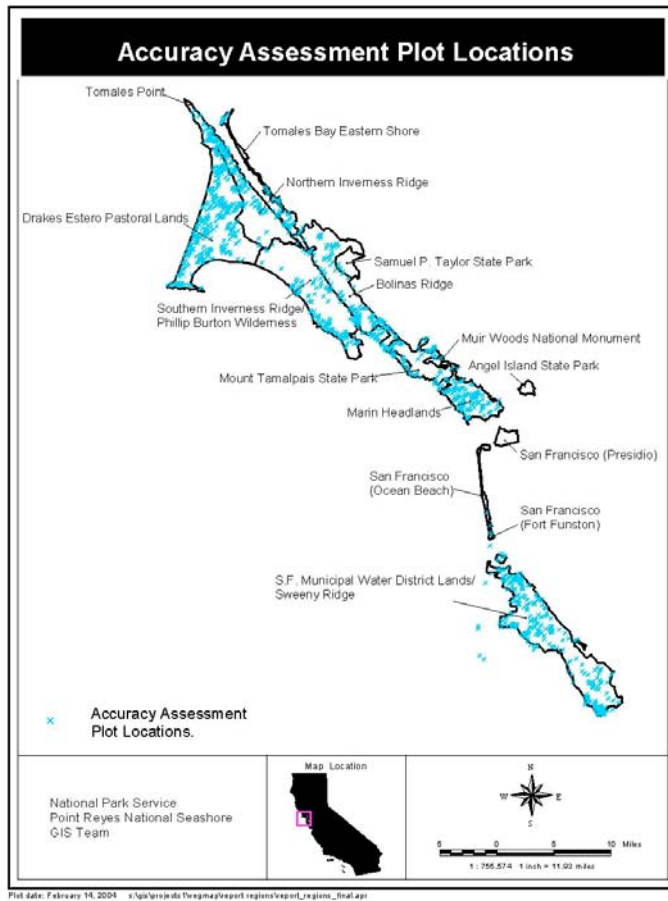 Accuracy Assessment Plot Locations
Tomales Point
Tomales Bay Eastern Shore
Northern Inverness Ridge
Drakes Estero Pastoral Lands
Samuel P. Taylor State Park
Bolinas Ridge
Southern Inverness Ridge/
Phillip Burton Wilderness
Muir Woods National Monument
Angel Island State Park
Mount Tamalpais State Park
Marin Headlands
San Francisco (Presidio)
San Francisco
(Ocean Beach)
San Francisco
(Fort Funston)
S.F. Municipal Water District Lands/
Sweeny Ridge
Accuracy Assessment
Plot Locations.
National Park Service
Point Reyes National Seashore
GIS Team
Map Location
N
W E
S
5 0 5 10 Miles
1 : 755,574 1 inch = 11.93 miles
Plot date: February 14, 2004